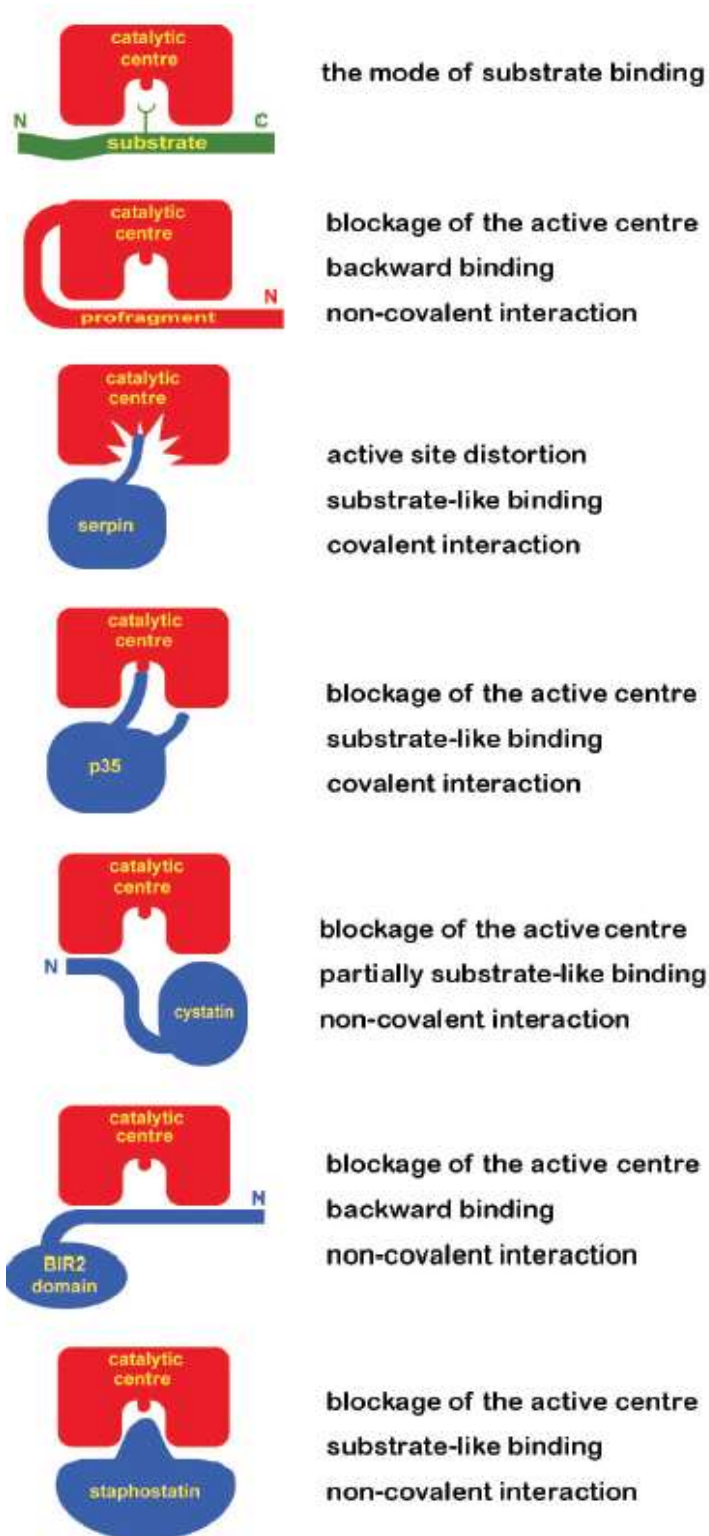 catalytic
centre
the mode of substrate binding
N
C
substrate
catalytic
centre
blockage of the active centre
backward binding
N
profragment
non-covalent interaction
catalytic
centre
active site distortion
substrate-like binding
serpin
covalent interaction
catalytic
centre
blockage of the active centre
substrate-like binding
p35
covalent interaction
catalytic
centre
blockage of the active centre
N
partially substrate-like binding
cystatin
non-covalent interaction
catalytic
centre
blockage of the active centre
N
backward binding
BIR2
domain
non-covalent interaction
catalytic
centre
blockage of the active centre
substrate-like binding
staphostatin
non-covalent interaction